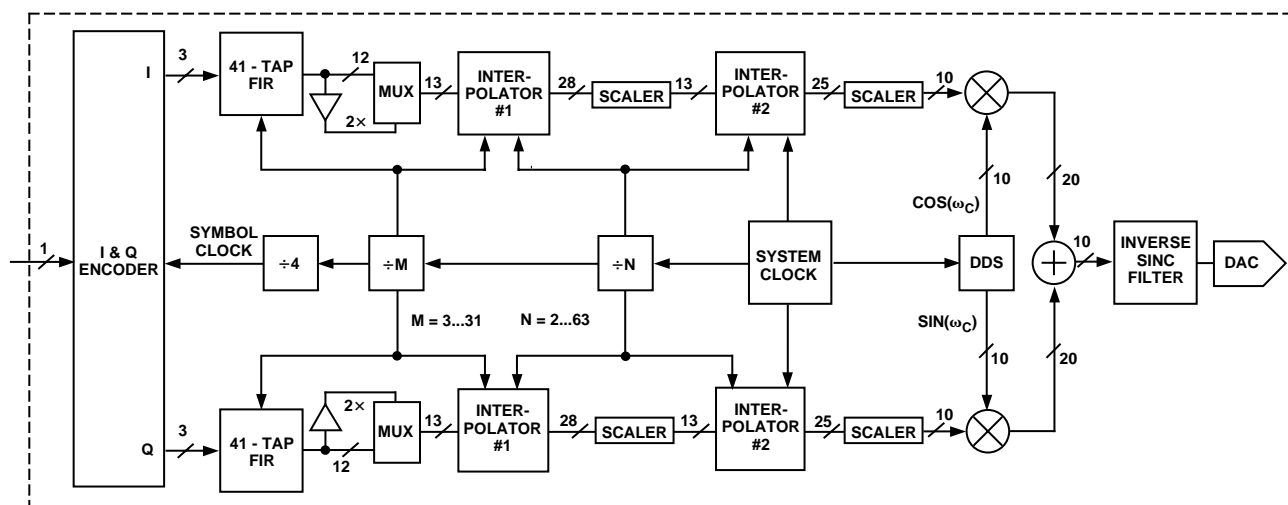 I
3
41 - TAP
FIR
12
2×
MUX
13
INTER-
POLATOR
#1
28
SCALER
13
INTER-
POLATOR
#2
25
SCALER
10
10
20
COS(ωC)
1
I & Q
ENCODER
SYMBOL
CLOCK
÷4
÷M
÷N
SYSTEM
CLOCK
DDS
10
INVERSE
SINC
FILTER
DAC
M = 3...31
N = 2...63
SIN(ωC)
10
20
Q
3
41 - TAP
FIR
2×
12
MUX
13
INTER-
POLATOR
#1
28
SCALER
13
INTER-
POLATOR
#2
25
SCALER
10